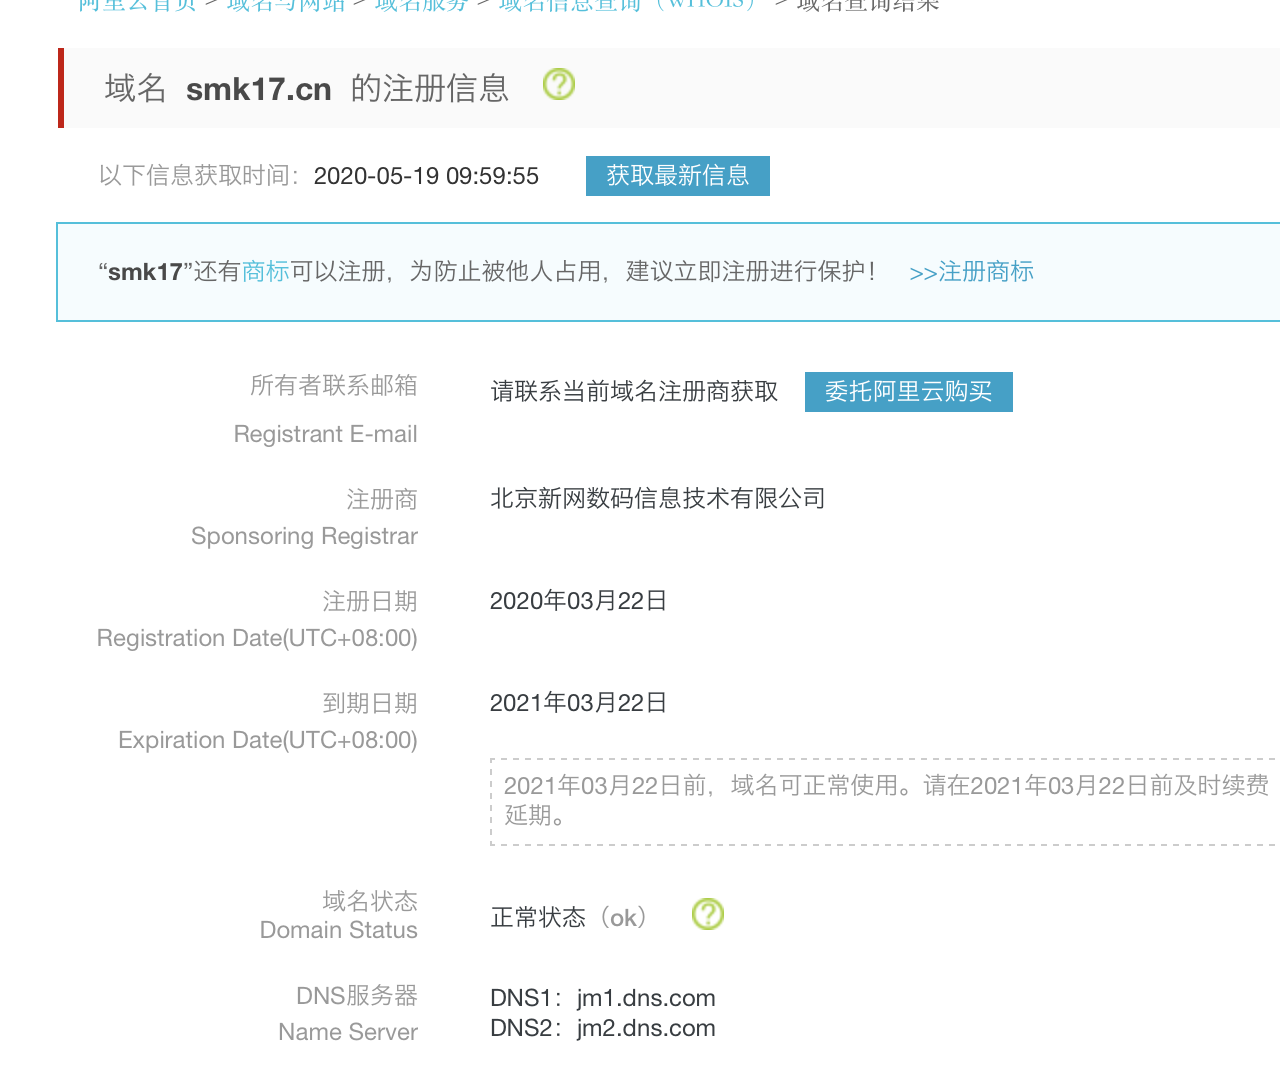 阿里云首页 > 域名与网站 > 域名服务 > 域名信息查询（WHOIS） > 域名查询结果
域名 smk17.cn 的注册信息
以下信息获取时间：2020-05-19 09:59:55 获取最新信息
“smk17”还有商标可以注册，为防止被他人占用，建议立即注册进行保护！ >>注册商标
所有者联系邮箱 请联系当前域名注册商获取 委托阿里云购买
Registrant E-mail
注册商 北京新网数码信息技术有限公司
Sponsoring Registrar
注册日期 2020年03月22日
Registration Date(UTC+08:00)
到期日期 2021年03月22日
Expiration Date(UTC+08:00)
2021年03月22日前，域名可正常使用。请在2021年03月22日前及时续费
延期。
域名状态 正常状态（ok）
Domain Status
DNS服务器 DNS1：jm1.dns.com
Name Server DNS2：jm2.dns.com